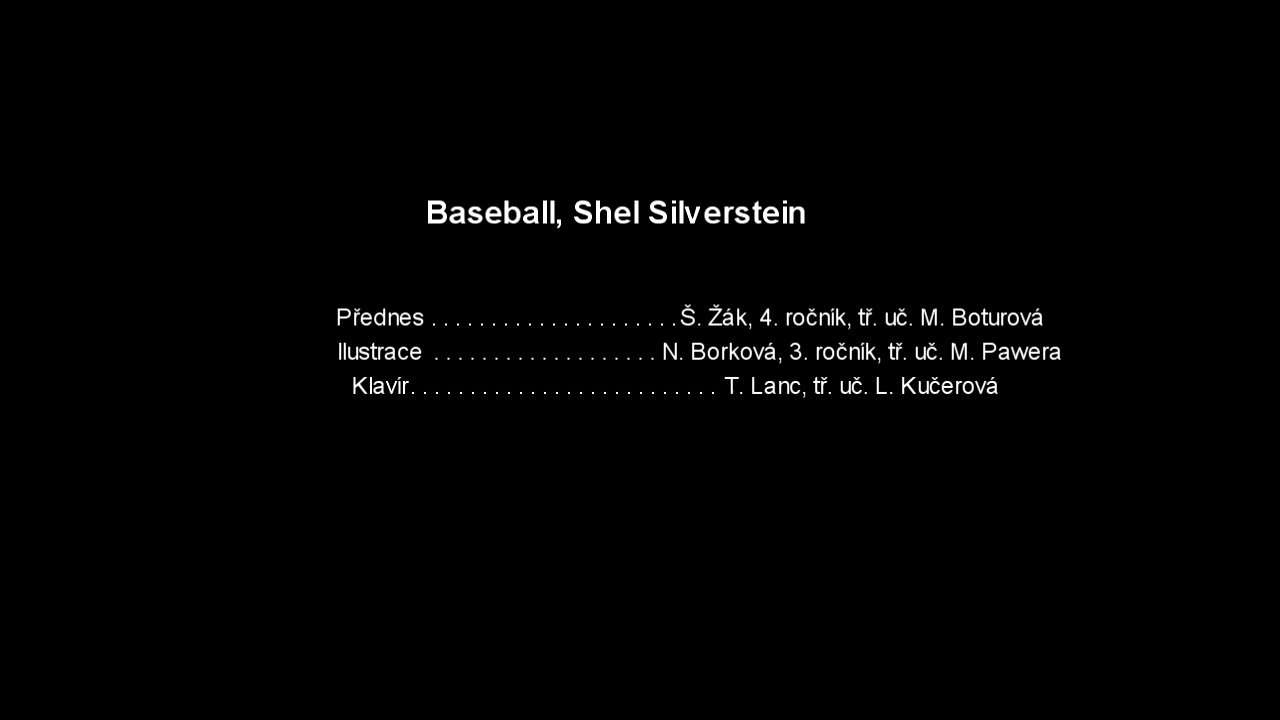 Baseball, Shel Silverstein
Přednes . . . . . . . . . . . . . . . . . . . . . Š. Žák, 4. ročník, tř. uč. M. Boturová
Ilustrace . . . . . . . . . . . . . . . . . . . N. Borková, 3. ročník, tř. uč. M. Pawera
Klavír. . . . . . . . . . . . . . . . . . . . . . . . . . T. Lanc, tř. uč. L. Kučerová